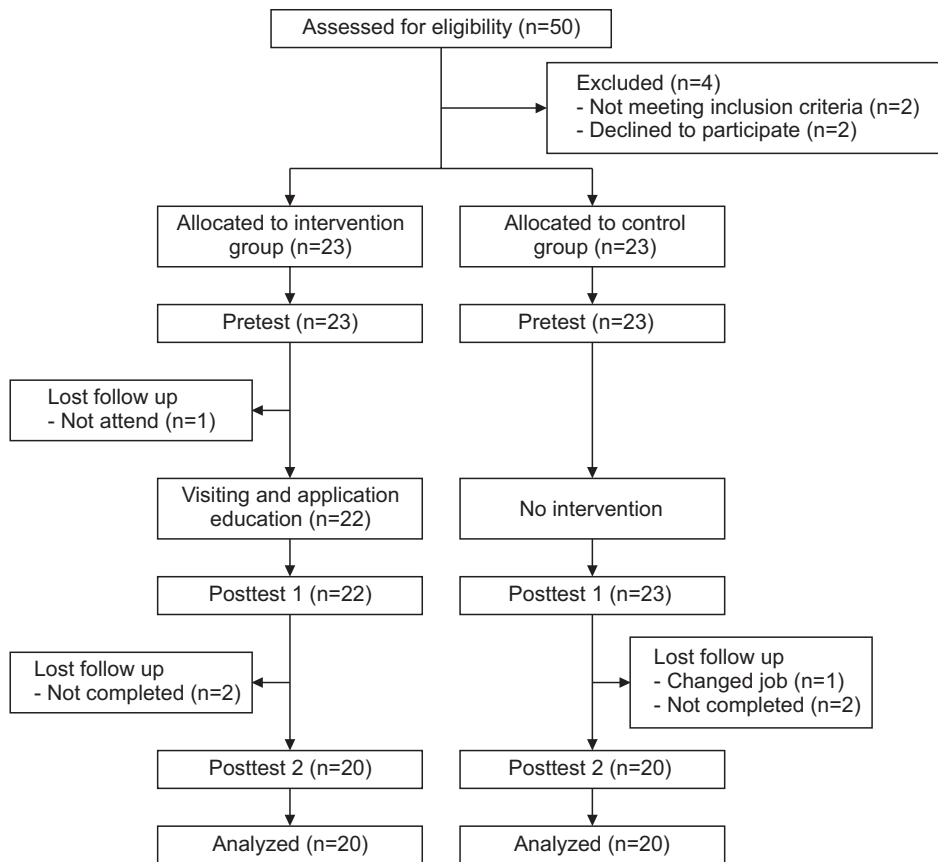 Assessed for eligibility (n=50)
Excluded (n=4)
- Not meeting inclusion criteria (n=2)
- Declined to participate (n=2)
Allocated to intervention
group (n=23)
Allocated to control
group (n=23)
Pretest (n=23)
Pretest (n=23)
Lost follow up
- Not attend (n=1)
Visiting and application
education (n=22)
No intervention
Posttest 1 (n=22)
Posttest 1 (n=23)
Lost follow up
- Not completed (n=2)
Lost follow up
- Changed job (n=1)
- Not completed (n=2)
Posttest 2 (n=20)
Posttest 2 (n=20)
Analyzed (n=20)
Analyzed (n=20)